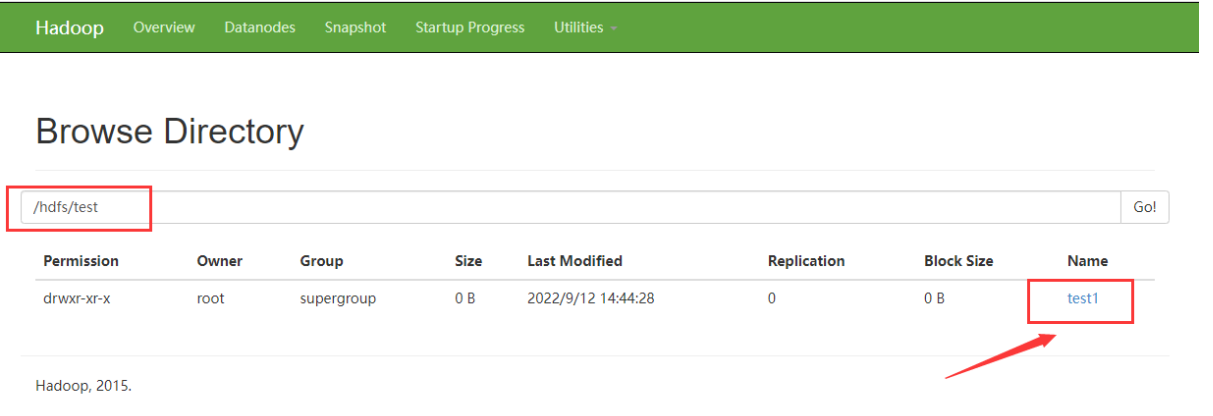 Hadoop Overview Datanodes Snapshot Startup Progress Utilities
Browse Directory
/hdfs/test Go!
Permission Owner Group Size Last Modified Replication Block Size Name
drwxr-xr-x root supergroup 0 B 2022/9/12 14:44:28 0 0 B test1
Hadoop, 2015.